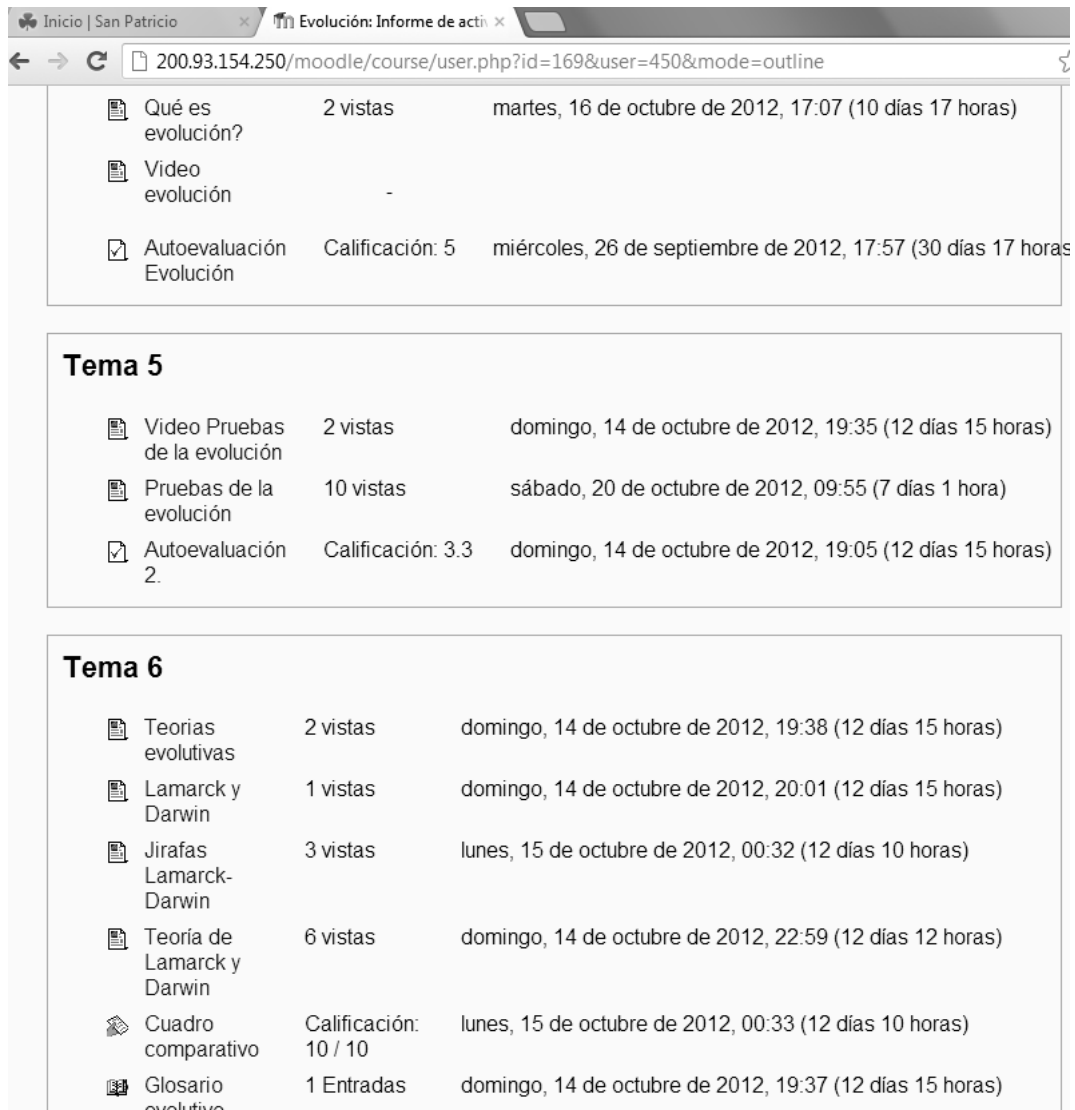 Inicio | San Patricio
Evolución: Informe de activ
200.93.154.250/moodle/course/user.php?id=169&user=450&mode=outline
Qué es 2 vistas martes, 16 de octubre de 2012, 17:07 (10 días 17 horas)
evolución?
Video
evolución -
Autoevaluación Calificación: 5 miércoles, 26 de septiembre de 2012, 17:57 (30 días 17 horas
Evolución
Tema 5
Video Pruebas 2 vistas domingo, 14 de octubre de 2012, 19:35 (12 días 15 horas)
de la evolución
Pruebas de la 10 vistas sábado, 20 de octubre de 2012, 09:55 (7 días 1 hora)
evolución
Autoevaluación Calificación: 3.3 domingo, 14 de octubre de 2012, 19:05 (12 días 15 horas)
2.
Tema 6
Teorias 2 vistas domingo, 14 de octubre de 2012, 19:38 (12 días 15 horas)
evolutivas
Lamarck y 1 vistas domingo, 14 de octubre de 2012, 20:01 (12 días 15 horas)
Darwin
Jirafas 3 vistas lunes, 15 de octubre de 2012, 00:32 (12 días 10 horas)
Lamarck-
Darwin
Teoría de 6 vistas domingo, 14 de octubre de 2012, 22:59 (12 días 12 horas)
Lamarck y
Darwin
Cuadro Calificación: lunes, 15 de octubre de 2012, 00:33 (12 días 10 horas)
comparativo 10 / 10
Glosario 1 Entradas domingo, 14 de octubre de 2012, 19:37 (12 días 15 horas)
evolutivo